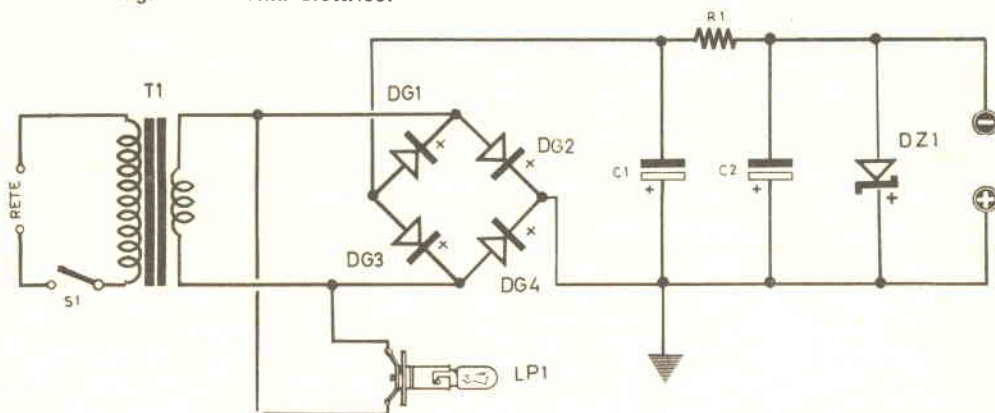 R1
T1
DG1
DG2
DZ1
RETE
C1
C2
+
+
+
DG3
DG4
S1
LP1